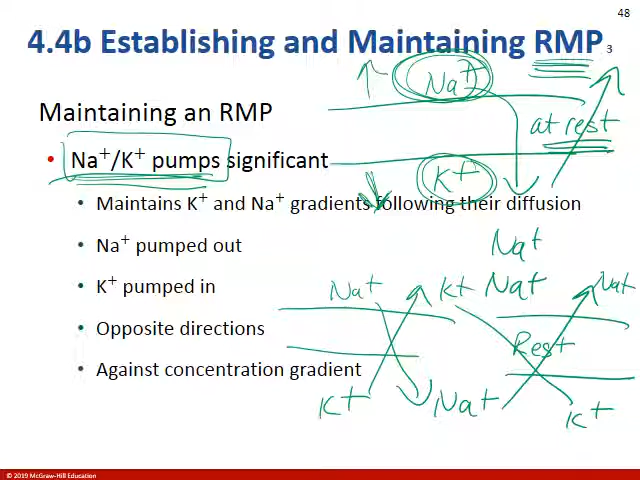 48
4.4b Establishing and Maintaining RMP 3
Na+
Maintaining an RMP
at rest
• Na+/K+ pumps significant
K+
• Maintains K+ and Na+ gradients following their diffusion
Na+
• Na+ pumped out
• K+ pumped in
Na+ K+ Na+ Na+
• Opposite directions
Rest
• Against concentration gradient
K+ Na+ K+
© 2019 McGraw-Hill Education